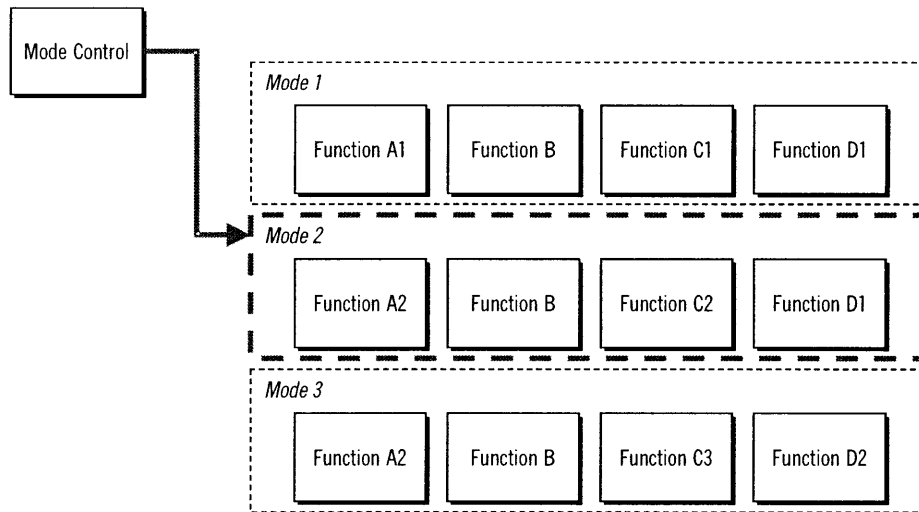 Mode Control
Mode 1
Function A1
Function B
Function C1
Function D1
Mode 2
Function A2
Function B
Function C2
Function D1
Mode 3
Function A2
Function B
Function C3
Function D2